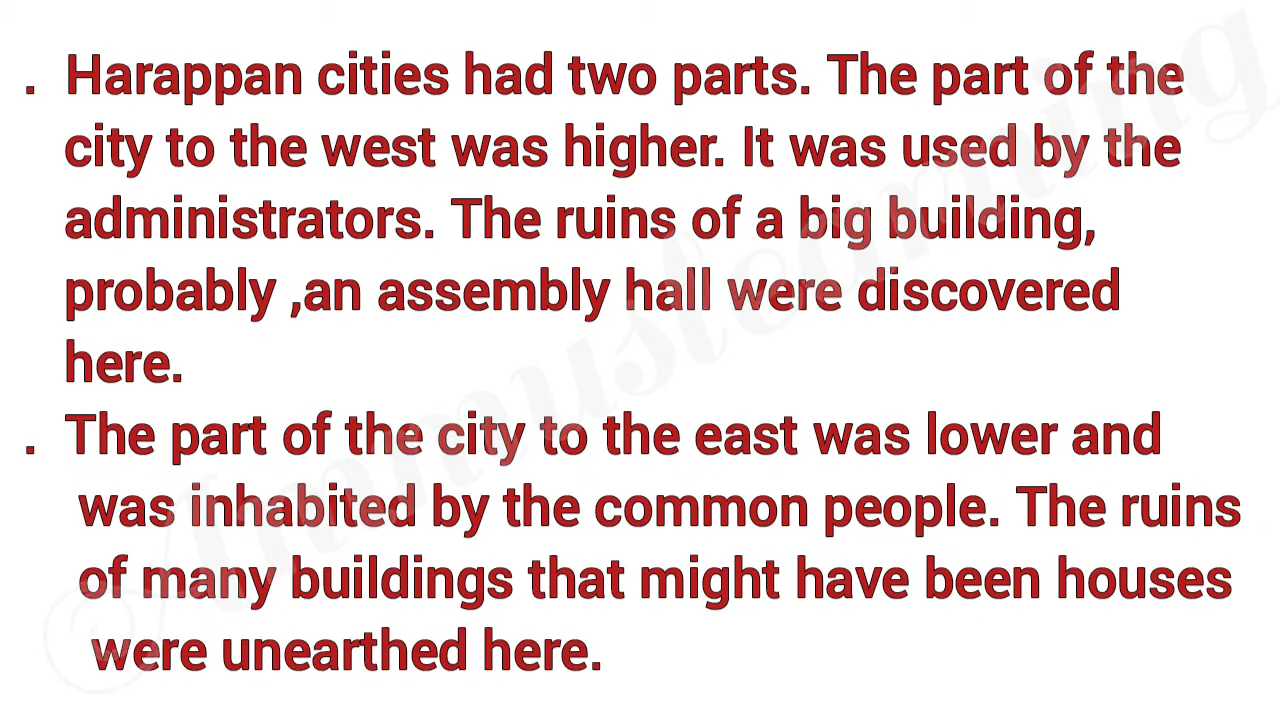 . Harappan cities had two parts. The part of the
city to the west was higher. It was used by the
administrators. The ruins of a big building,
probably ,an assembly hall were discovered
here.
. The part of the city to the east was lower and
was inhabited by the common people. The ruins
of many buildings that might have been houses
were unearthed here.
Anmuslearning